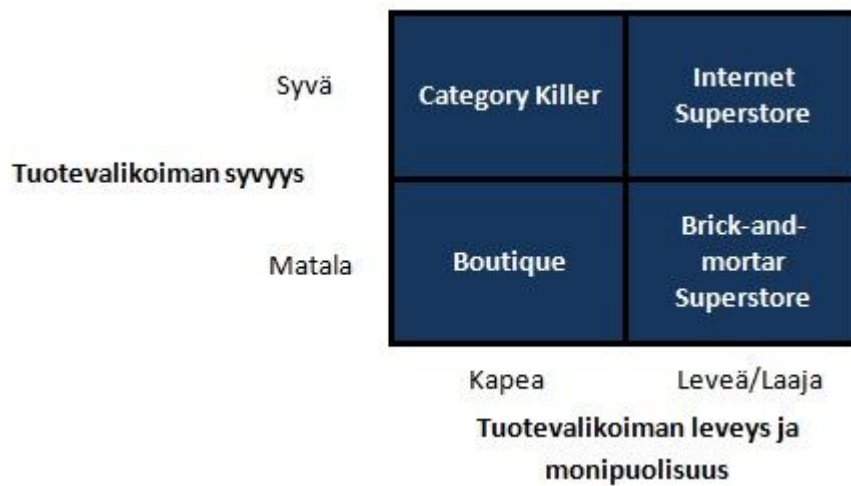 Syvä
Category Killer
Internet
Superstore
Tuotevalikoiman syvyys
Matala
Boutique
Brick-and-
mortar
Superstore
Kapea
Leveä/Laaja
Tuotevalikoiman leveys ja
monipuolisuus